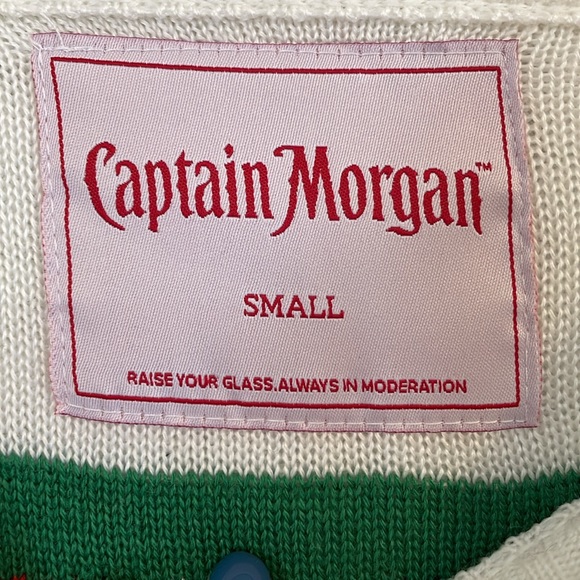 Captain Morgan™
SMALL
RAISE YOUR GLASS.ALWAYS IN MODERATION